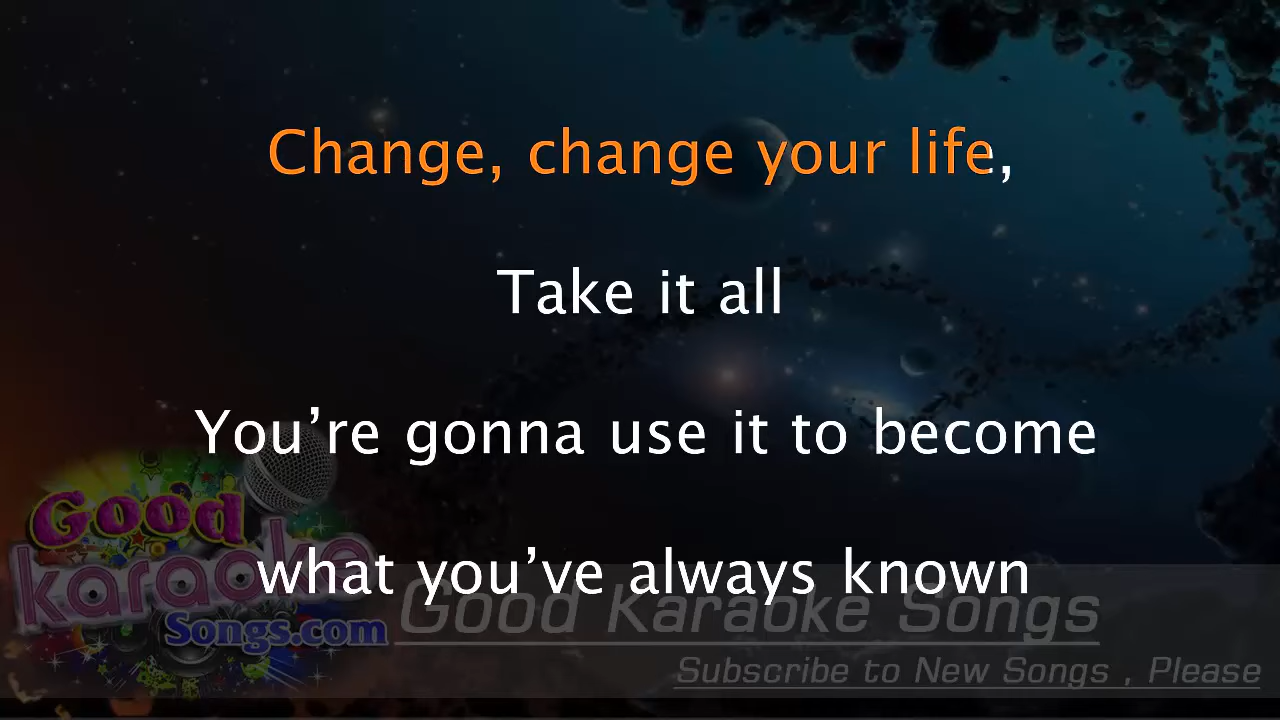 Change, change your life,
Take it all
You’re gonna use it to become
what you’ve always known
Good
karaoke
Songs.com
Good Karaoke Songs
Subscribe to New Songs , Please